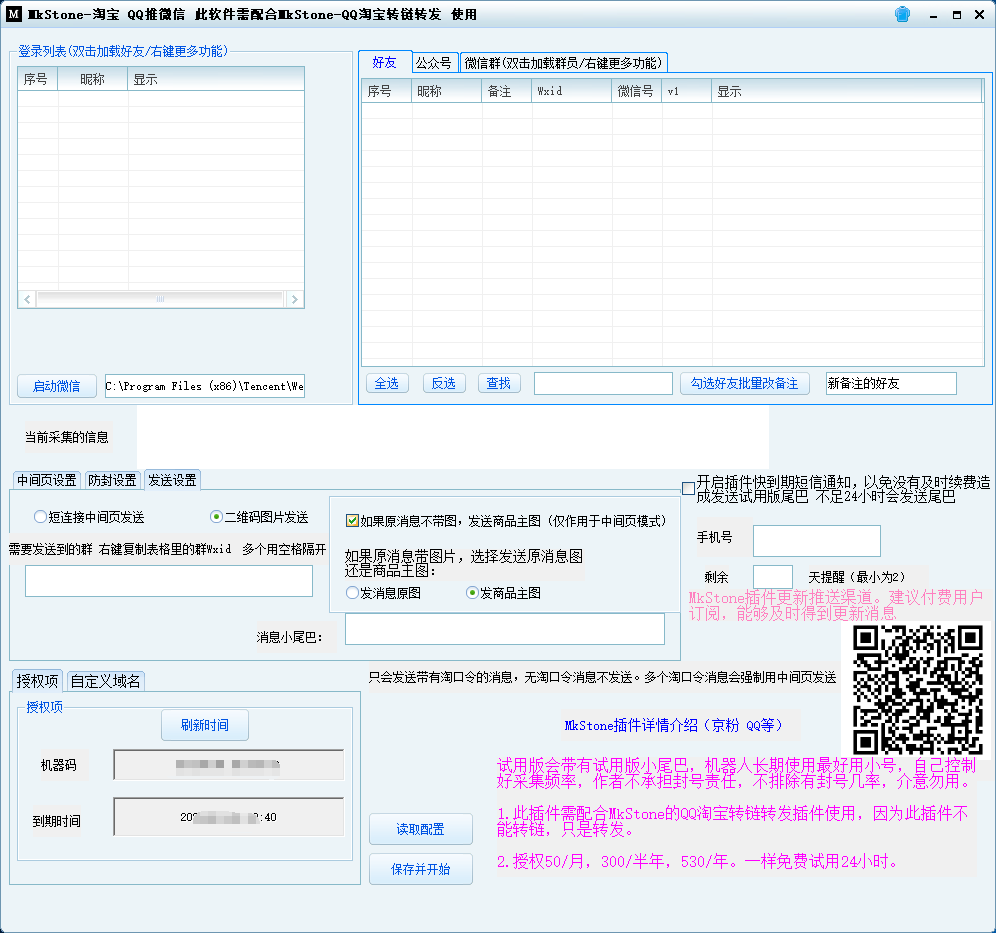 M MkStone-淘宝 QQ推微信 此软件需配合MkStone-QQ淘宝转链转发 使用
登录列表(双击加载好友/右键更多功能)
序号 昵称 显示
启动微信 C:\Program Files (x86)\Tencent\We
好友 公众号 微信群(双击加载群员/右键更多功能)
序号 昵称 备注 Wxid 微信号 v1 显示
全选 反选 查找 勾选好友批量改备注 新备注的好友
当前采集的信息
中间页设置 防封设置 发送设置
短连接中间页发送 二维码图片发送
需要发送到的群 右键复制表格里的群Wxid 多个用空格隔开
如果原消息不带图，发送商品主图（仅作用于中间页模式）
如果原消息带图片，选择发送原消息图
还是商品主图：
发消息原图 发商品主图
消息小尾巴：
开启插件快到期短信通知，以免没有及时续费造
成发送试用版尾巴 不足24小时会发送尾巴
手机号
剩余 天提醒（最小为2）
MkStone插件更新推送渠道。建议付费用户
订阅，能够及时得到更新消息
授权项 自定义域名
授权项
刷新时间
机器码
到期时间 20 :40
只会发送带有淘口令的消息，无淘口令消息不发送。多个淘口令消息会强制用中间页发送
MkStone插件详情介绍（京粉 QQ等）
读取配置
保存并开始
试用版会带有试用版小尾巴，机器人长期使用最好用小号，自己控制
好采集频率，作者不承担封号责任，不排除有封号几率，介意勿用。
1.此插件需配合MkStone的QQ淘宝转链转发插件使用，因为此插件不
能转链，只是转发。
2.授权50/月，300/半年，530/年。一样免费试用24小时。